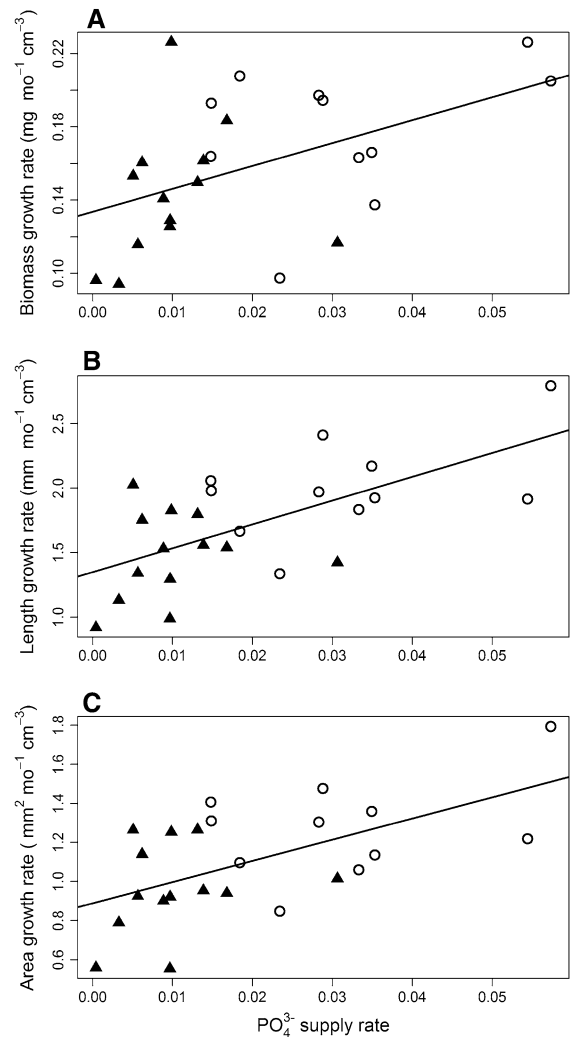 A
Biomass growth rate (mg mo⁻¹ cm⁻³)
0.22
0.18
0.14
0.10
0.00 0.01 0.02 0.03 0.04 0.05
B
Length growth rate (mm mo⁻¹ cm⁻³)
2.5
2.0
1.5
1.0
0.00 0.01 0.02 0.03 0.04 0.05
C
Area growth rate ( mm² mo⁻¹ cm⁻³)
1.8
1.6
1.4
1.2
1.0
0.8
0.6
0.00 0.01 0.02 0.03 0.04 0.05
PO₄³⁻ supply rate